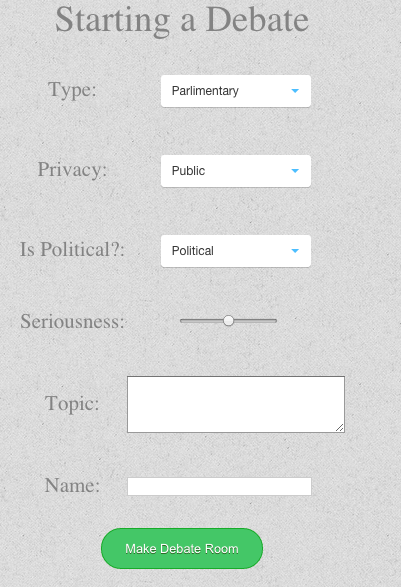 Starting a Debate
Type: Parlimentary
Privacy: Public
Is Political?: Political
Seriousness:
Topic:
Name:
Make Debate Room